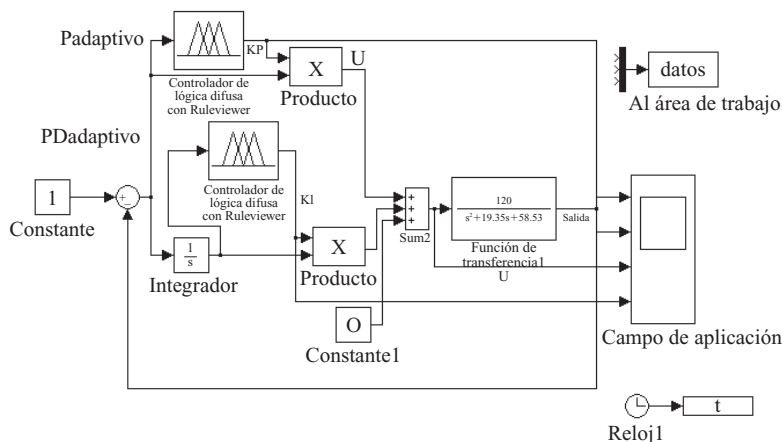 Padaptivo
KP
U
X
Producto
Controlador de
lógica difusa
con Ruleviewer
datos
Al área de trabajo
PDadaptivo
Controlador de
lógica difusa
con Ruleviewer
KI
1
Constante
+
−
1
s
Integrador
X
Producto
+
+
+
Sum2
120
s²+19.35s+58.53
Salida
Función de
transferencia1
U
O
Constante1
Campo de aplicación
t
Reloj1